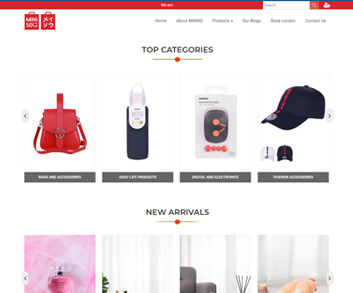 We are
Search
MINI
SO
メイ
ソウ
Home
About MINISO
Products
Our Blogs
Store Locator
Contact Us
TOP CATEGORIES
BAGS AND ACCESSORIES
DAILY LIFE PRODUCTS
DIGITAL AND ELECTRONICS
FASHION ACCESSORIES
NEW ARRIVALS